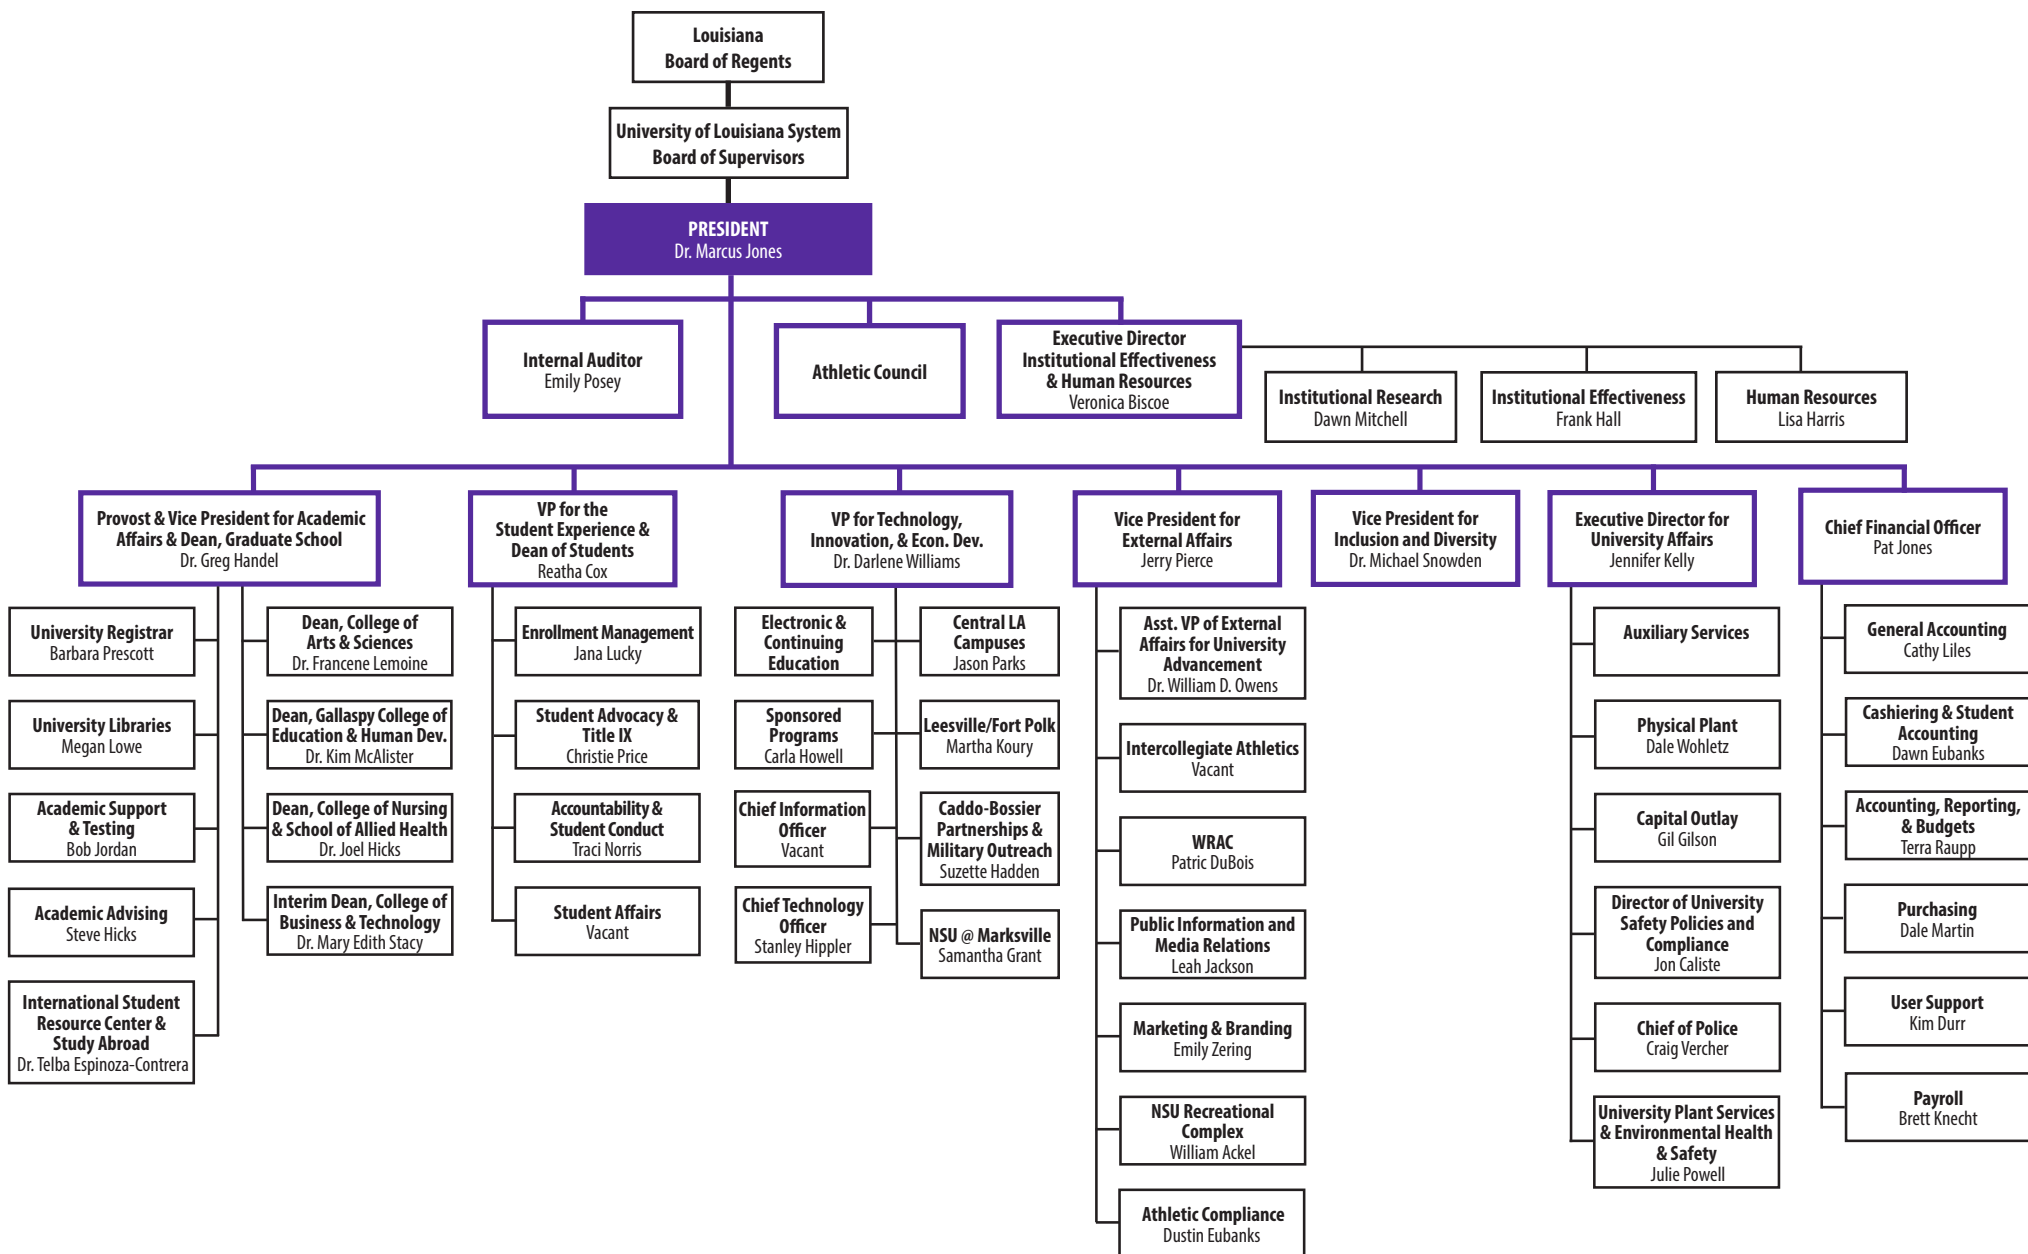 Louisiana
Board of Regents
University of Louisiana System
Board of Supervisors
PRESIDENT
Dr. Marcus Jones
Internal Auditor
Emily Posey
Athletic Council
Executive Director
Institutional Effectiveness
& Human Resources
Veronica Biscoe
Institutional Research
Dawn Mitchell
Institutional Effectiveness
Frank Hall
Human Resources
Lisa Harris
Provost & Vice President for Academic
Affairs & Dean, Graduate School
Dr. Greg Handel
VP for the
Student Experience &
Dean of Students
Reatha Cox
VP for Technology,
Innovation, & Econ. Dev.
Dr. Darlene Williams
Vice President for
External Affairs
Jerry Pierce
Vice President for
Inclusion and Diversity
Dr. Michael Snowden
Executive Director for
University Affairs
Jennifer Kelly
Chief Financial Officer
Pat Jones
University Registrar
Barbara Prescott
University Libraries
Megan Lowe
Academic Support
& Testing
Bob Jordan
Academic Advising
Steve Hicks
International Student
Resource Center &
Study Abroad
Dr. Telba Espinoza-Contrera
Dean, College of
Arts & Sciences
Dr. Francene Lemoine
Dean, Gallaspy College of
Education & Human Dev.
Dr. Kim McAlister
Dean, College of Nursing
& School of Allied Health
Dr. Joel Hicks
Interim Dean, College of
Business & Technology
Dr. Mary Edith Stacy
Enrollment Management
Jana Lucky
Student Advocacy &
Title IX
Christie Price
Accountability &
Student Conduct
Traci Norris
Student Affairs
Vacant
Electronic &
Continuing
Education
Sponsored
Programs
Carla Howell
Chief Information
Officer
Vacant
Chief Technology
Officer
Stanley Hippler
Central LA
Campuses
Jason Parks
Leesville/Fort Polk
Martha Koury
Caddo-Bossier
Partnerships &
Military Outreach
Suzette Hadden
NSU @ Marksville
Samantha Grant
Asst. VP of External
Affairs for University
Advancement
Dr. William D. Owens
Intercollegiate Athletics
Vacant
WRAC
Patric DuBois
Public Information and
Media Relations
Leah Jackson
Marketing & Branding
Emily Zering
NSU Recreational
Complex
William Ackel
Athletic Compliance
Dustin Eubanks
Auxiliary Services
Physical Plant
Dale Wohletz
Capital Outlay
Gil Gilson
Director of University
Safety Policies and
Compliance
Jon Caliste
Chief of Police
Craig Vercher
University Plant Services
& Environmental Health
& Safety
Julie Powell
General Accounting
Cathy Liles
Cashiering & Student
Accounting
Dawn Eubanks
Accounting, Reporting,
& Budgets
Terra Raupp
Purchasing
Dale Martin
User Support
Kim Durr
Payroll
Brett Knecht